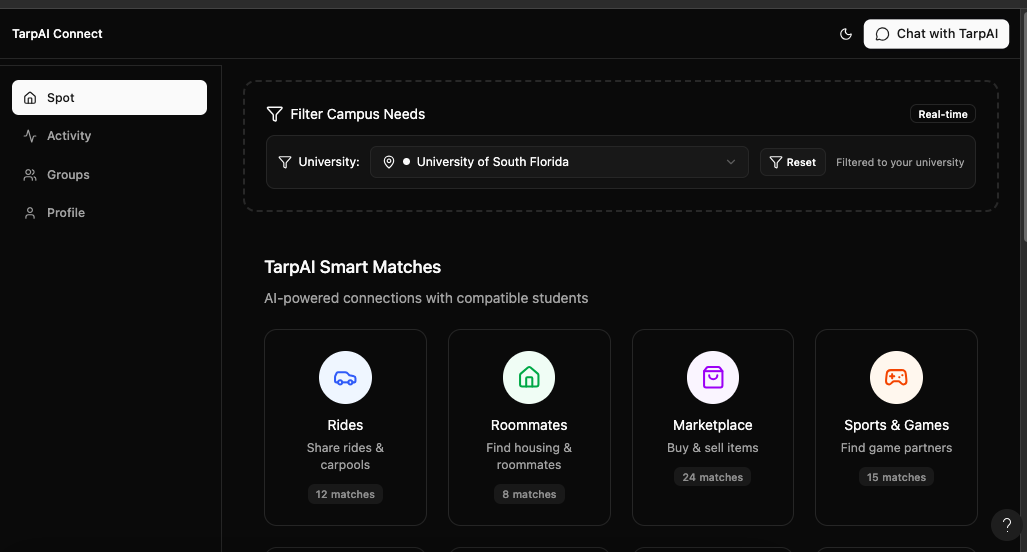 TarpAI Connect
Chat with TarpAI
Spot
Activity
Groups
Profile
Filter Campus Needs
Real-time
University:
University of South Florida
Reset
Filtered to your university
TarpAI Smart Matches
AI-powered connections with compatible students
Rides
Share rides &
carpools
12 matches
Roommates
Find housing &
roommates
8 matches
Marketplace
Buy & sell items
24 matches
Sports & Games
Find game partners
15 matches
?